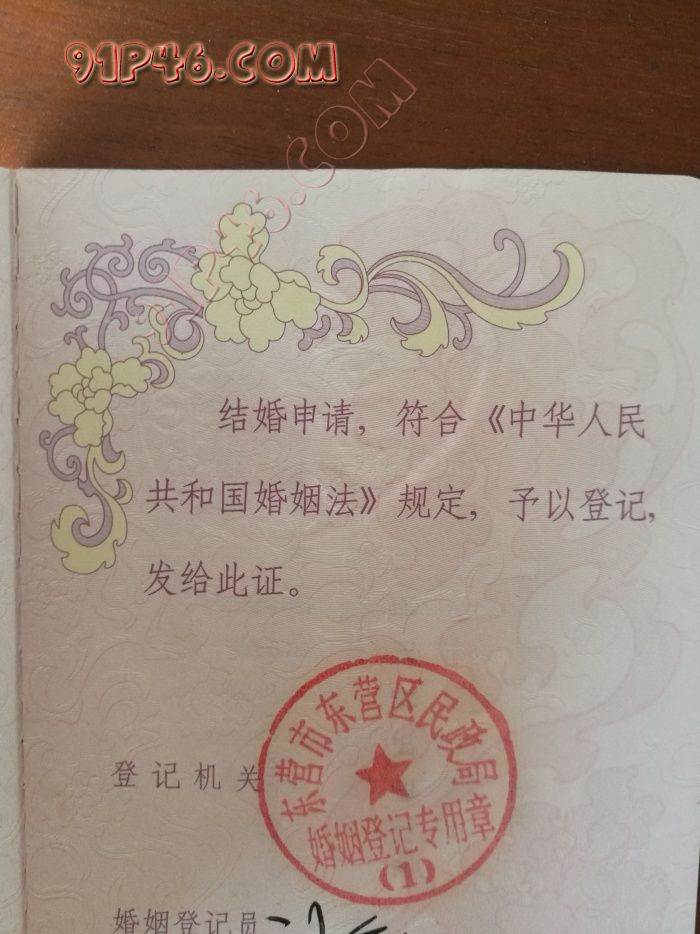 91P46.COM
结婚申请，符合《中华人民
共和国婚姻法》规定，予以登记，
发给此证。
登记机关
东营市东营区民政局
婚姻登记专用章
(1)
婚姻登记员